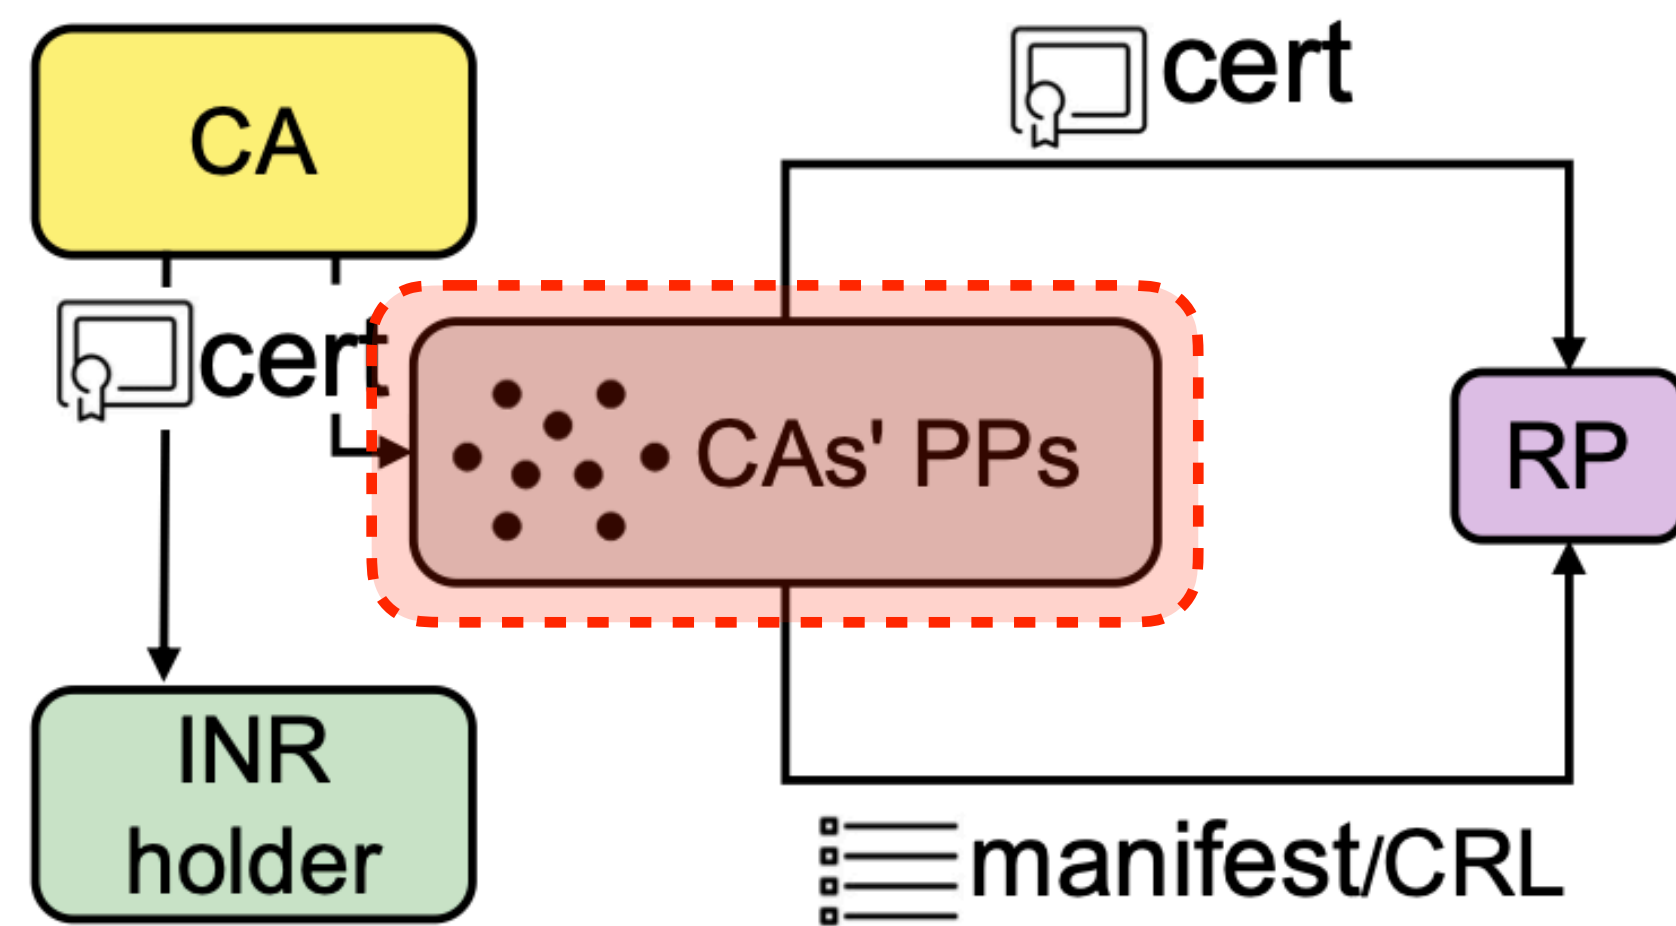 CA
cert
cert
CAs' PPs
RP
INR
holder
manifest/CRL